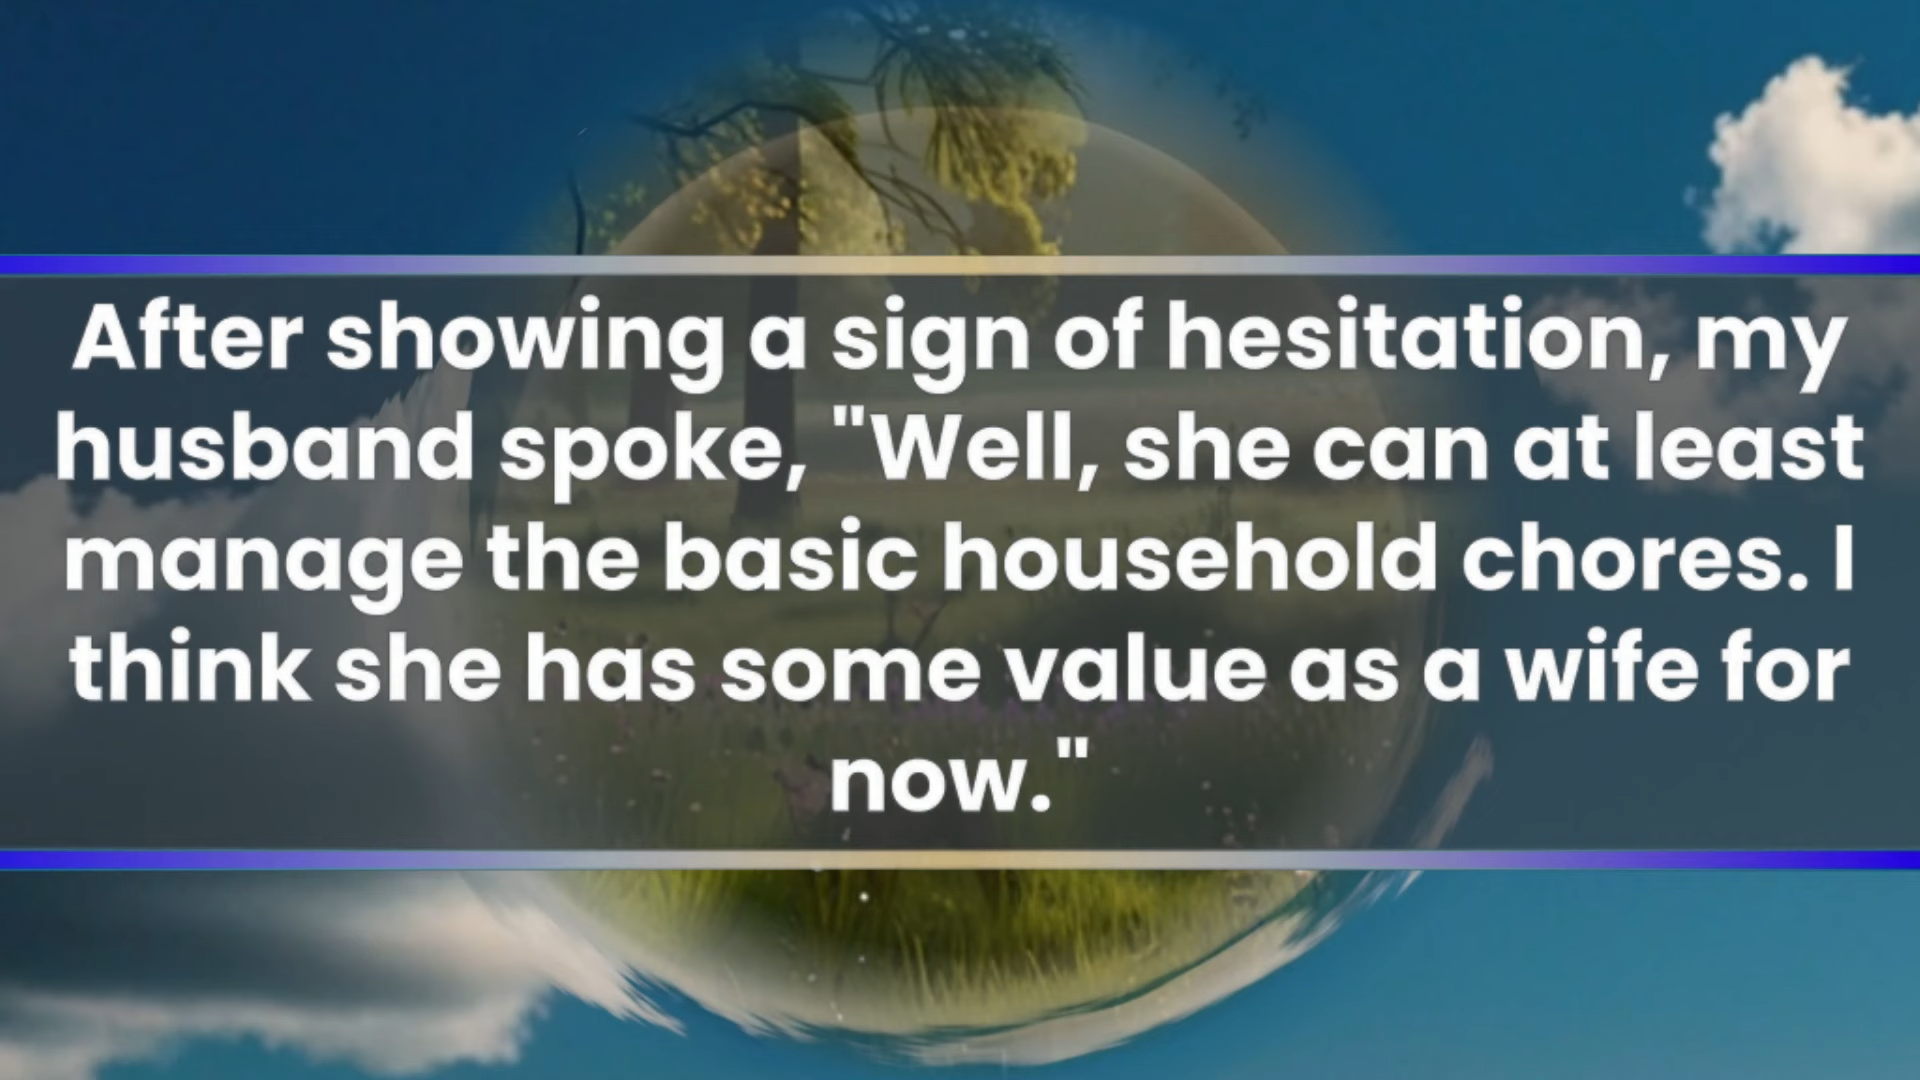 After showing a sign of hesitation, my
husband spoke, "Well, she can at least
manage the basic household chores. I
think she has some value as a wife for
now."